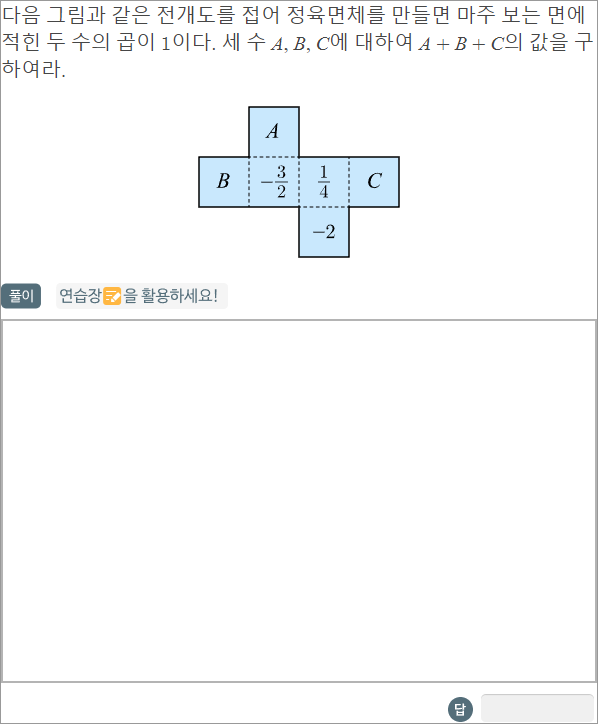 다음 그림과 같은 전개도를 접어 정육면체를 만들면 마주 보는 면에
적힌 두 수의 곱이 1이다. 세 수 A, B, C에 대하여 A + B + C의 값을 구
하여라.
A
B -3/2 1/4 C
-2
풀이 연습장을 활용하세요!
답